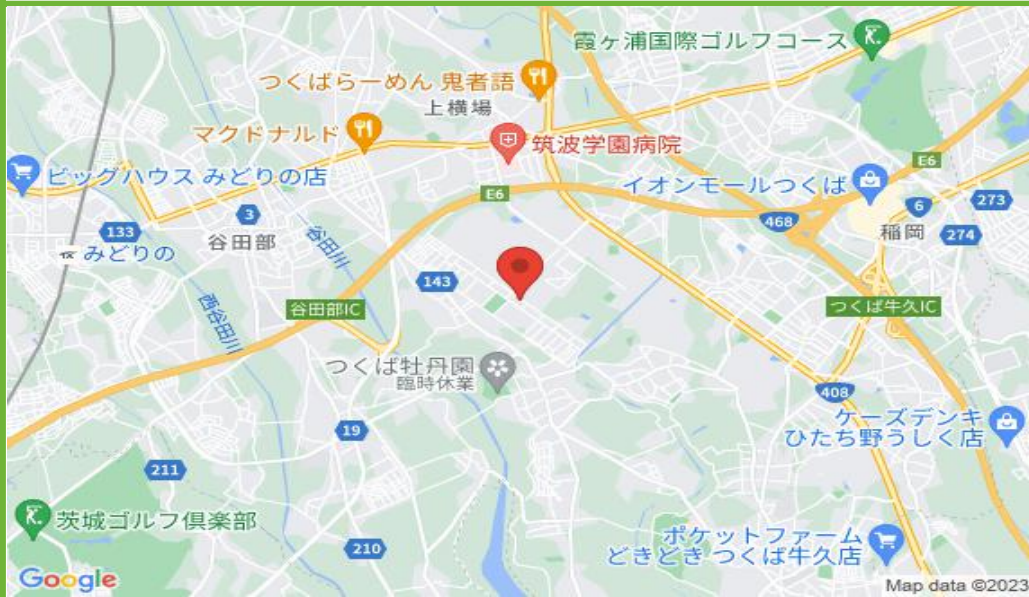 霞ヶ浦国際ゴルフコース
つくばらーめん 鬼者語
上横場
マクドナルド
筑波学園病院
E6
ビッグハウス みどりの店
イオンモールつくば
E6
3
6
273
133
谷田部
谷田川
468
稲岡
274
みどりの
143
西谷田川
谷田部IC
つくば牛久IC
つくば牡丹園
臨時休業
408
ケーズデンキ
ひたち野うしく店
19
211
茨城ゴルフ倶楽部
210
ポケットファーム
どきどき つくば牛久店
Google
Map data ©2023